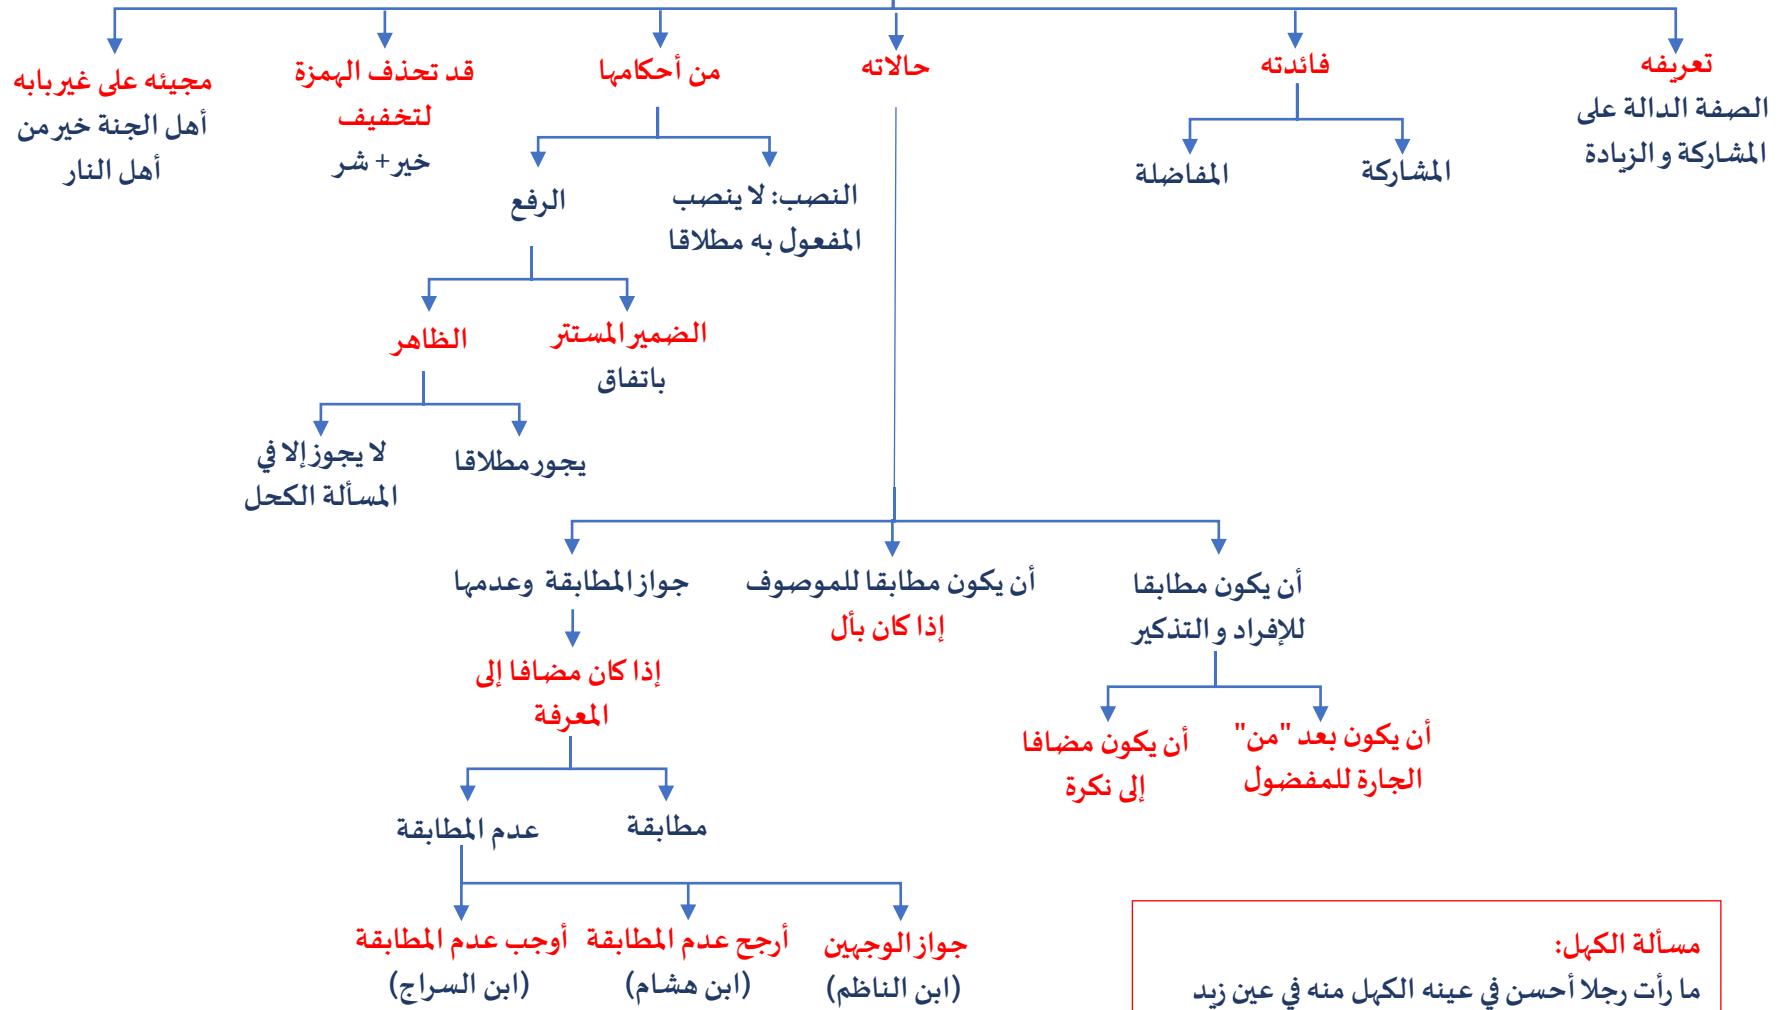 تعريفه
الصفة الدالة على
المشاركة و الزيادة
فائدته
المشاركة
المفاضلة
حالاته
من أحكامها
النصب: لا ينصب
المفعول به مطلاقا
الرفع
الضمير المستتر
باتفاق
الظاهر
يجور مطلاقا
لا يجوز إلا في
المسألة الكحل
قد تحذف الهمزة
لتخفيف
خير + شر
مجيئه على غير بابه
أهل الجنة خير من
أهل النار
أن يكون مطابقا
للإفراد و التذكير
أن يكون بعد "من"
الجارة للمفضول
أن يكون مضافا
إلى نكرة
أن يكون مطابقا للموصوف
إذا كان بأل
جواز المطابقة وعدمها
إذا كان مضافا إلى
المعرفة
مطابقة
عدم المطابقة
جواز الوجهين
(ابن الناظم)
أرجح عدم المطابقة
(ابن هشام)
أوجب عدم المطابقة
(ابن السراج)
مسألة الكهل:
ما رأت رجلا أحسن في عينه الكهل منه في عين زيد